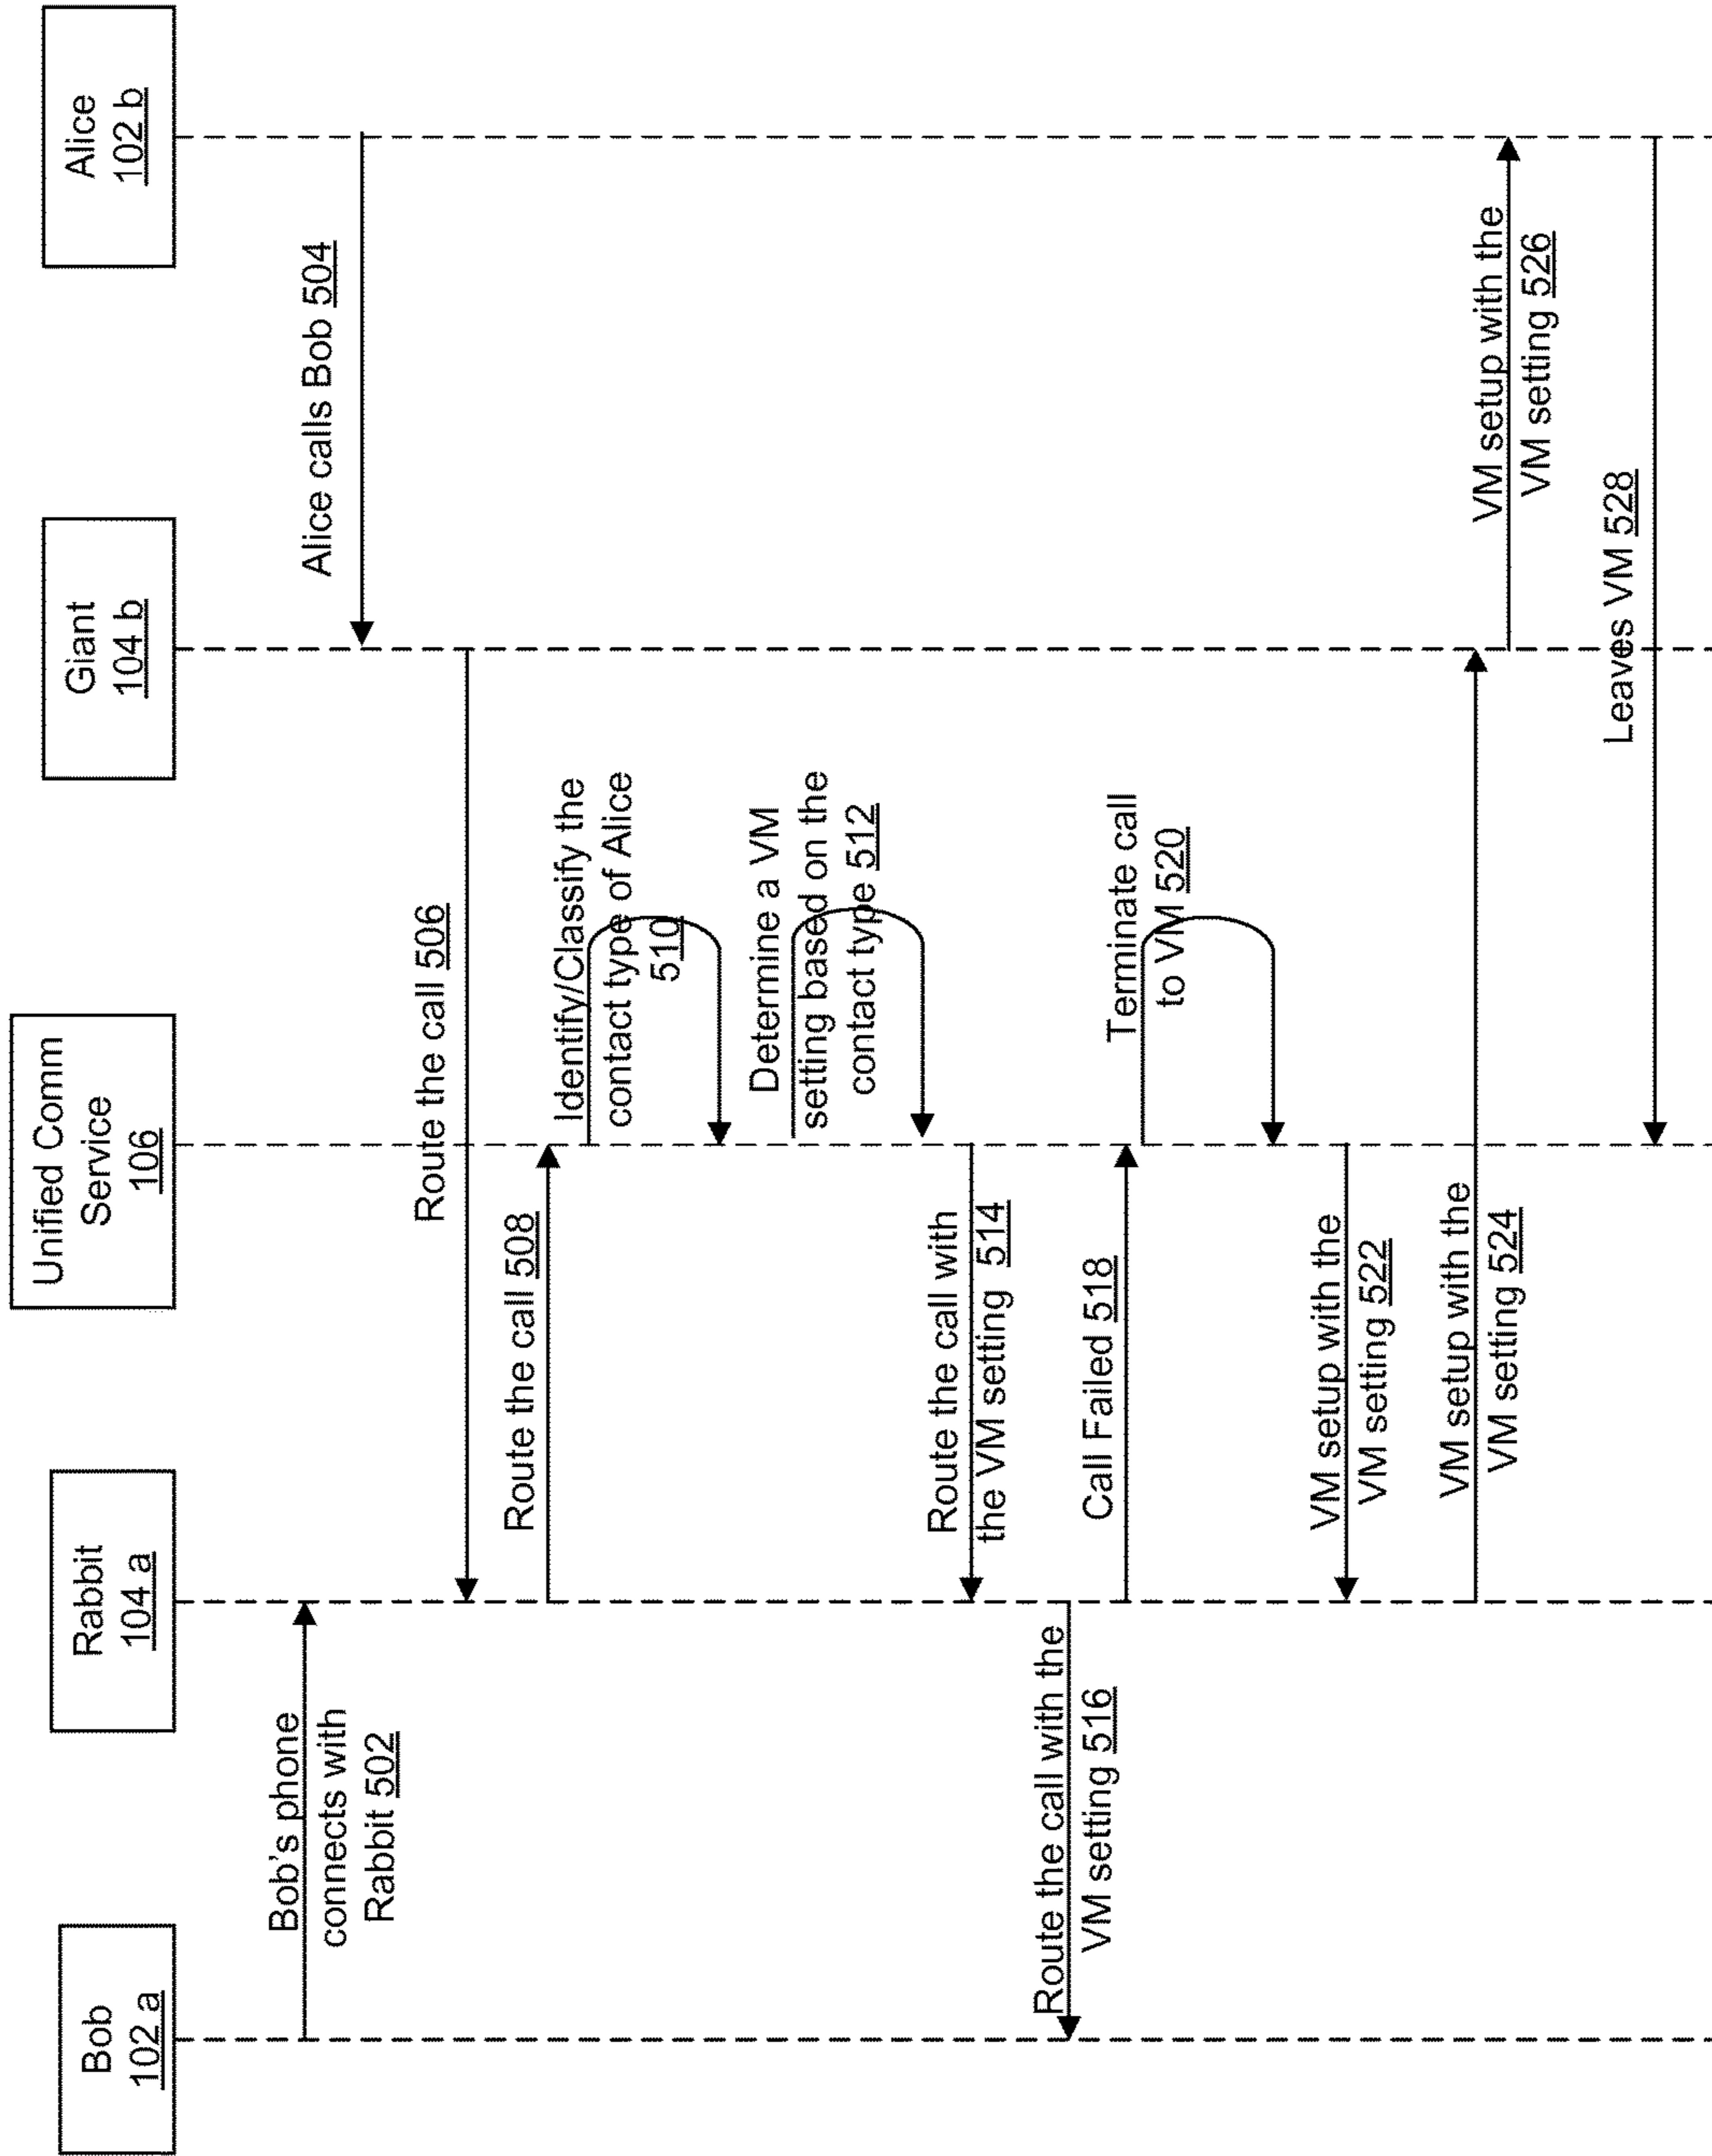 Bob
102 a
Rabbit
104 a
Unified Comm
Service
106
Giant
104 b
Alice
102 b
Bob's phone
connects with
Rabbit 502
Alice calls Bob 504
Route the call 506
Route the call 508
Identify/Classify the
contact type of Alice
510
Determine a VM
setting based on the
contact type 512
Route the call with
the VM setting 514
Route the call with the
VM setting 516
Call Failed 518
Terminate call
to VM 520
VM setup with the
VM setting 522
VM setup with the
VM setting 524
VM setup with the
VM setting 526
Leaves VM 528